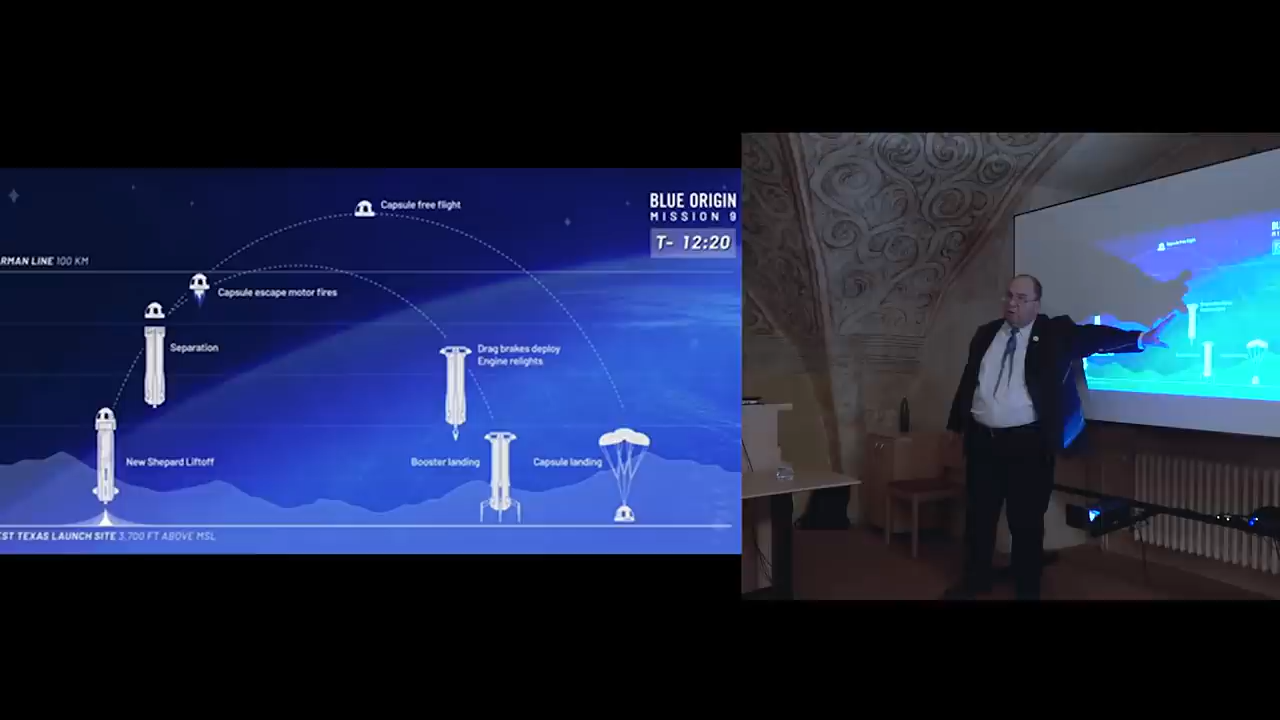 BLUE ORIGIN
MISSION 9
T- 12:20
Capsule free flight
RMAN LINE 100 KM
Capsule escape motor fires
Separation
Drag brakes deploy
Engine relights
New Shepard Liftoff
Booster landing
Capsule landing
ST TEXAS LAUNCH SITE 3,700 FT ABOVE MSL